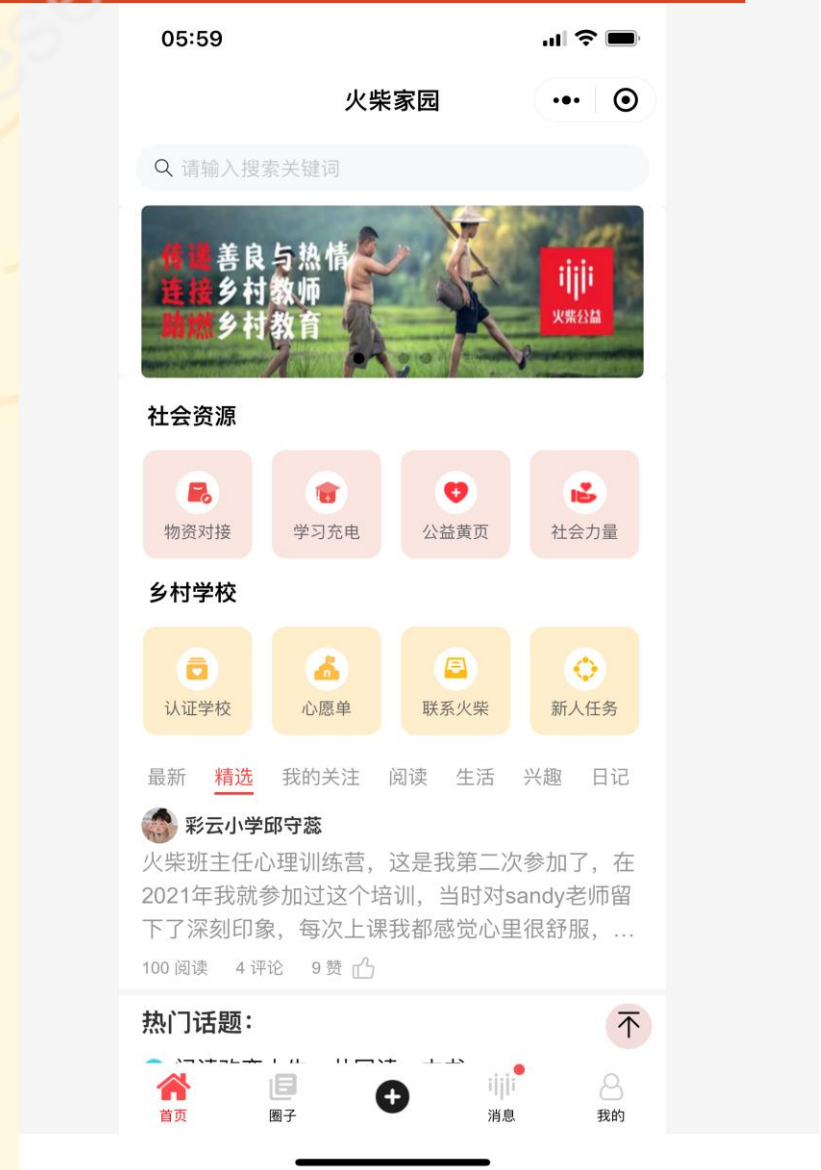 05:59
火柴家园
请输入搜索关键词
传递善良与热情
连接乡村教师
助燃乡村教育
火柴公益
社会资源
物资对接 学习充电 公益黄页 社会力量
乡村学校
认证学校 心愿单 联系火柴 新人任务
最新 精选 我的关注 阅读 生活 兴趣 日记
彩云小学邱守蕊
火柴班主任心理训练营，这是我第二次参加了，在
2021年我就参加过这个培训，当时对sandy老师留
下了深刻印象，每次上课我都感觉心里很舒服，...
100 阅读 4 评论 9 赞
热门话题：
首页 圈子 消息 我的